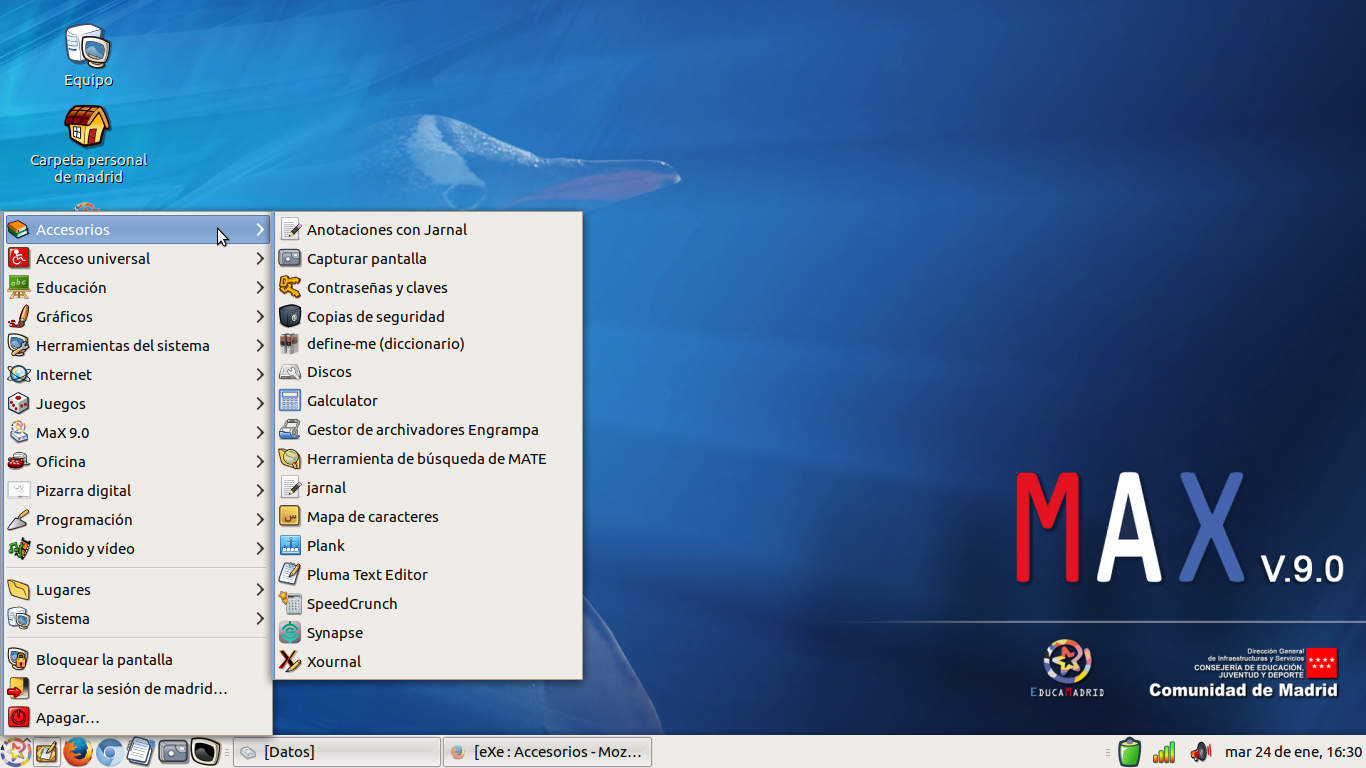 Equipo
Carpeta personal
de madrid
Accesorios
Acceso universal
Educación
Gráficos
Herramientas del sistema
Internet
Juegos
MaX 9.0
Oficina
Pizarra digital
Programación
Sonido y vídeo
Lugares
Sistema
Bloquear la pantalla
Cerrar la sesión de madrid...
Apagar...
Anotaciones con Jarnal
Capturar pantalla
Contraseñas y claves
Copias de seguridad
define-me (diccionario)
Discos
Galculator
Gestor de archivadores Engrampa
Herramienta de búsqueda de MATE
jarnal
Mapa de caracteres
Plank
Pluma Text Editor
SpeedCrunch
Synapse
Xournal
MAX V.9.0
EDUCAMADRID
Dirección General
de Infraestructuras y Servicios
CONSEJERÍA DE EDUCACIÓN,
JUVENTUD Y DEPORTE
Comunidad de Madrid
[Datos]
[eXe : Accesorios - Moz...
mar 24 de ene, 16:30